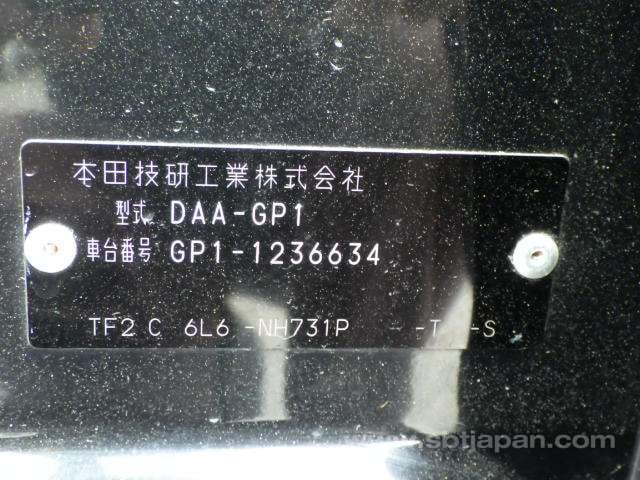 本田技研工業株式会社
型式 DAA-GP1
車台番号 GP1-1236634
TF2 C 6L6 -NH731P - -T -S
www.sbtjapan.com